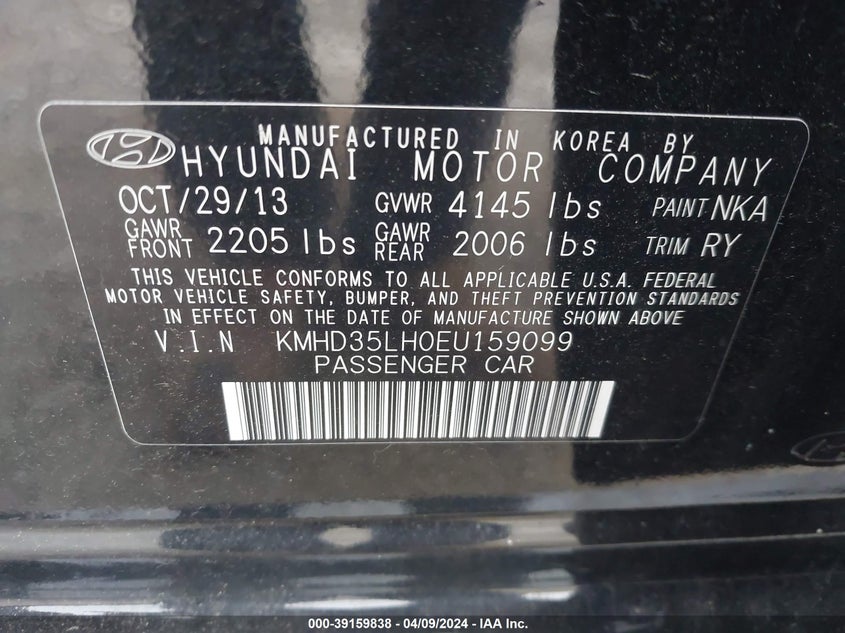 MANUFACTURED IN KOREA BY
HYUNDAI MOTOR COMPANY
OCT/29/13 GVWR 4145 lbs PAINT NKA
GAWR FRONT 2205 lbs GAWR REAR 2006 lbs TRIM RY
THIS VEHICLE CONFORMS TO ALL APPLICABLE U.S.A. FEDERAL
MOTOR VEHICLE SAFETY, BUMPER, AND THEFT PREVENTION STANDARDS
IN EFFECT ON THE DATE OF MANUFACTURE SHOWN ABOVE
V.I.N KMHD35LH0EU159099
PASSENGER CAR
000-39159838 - 04/09/2024 - IAA Inc.